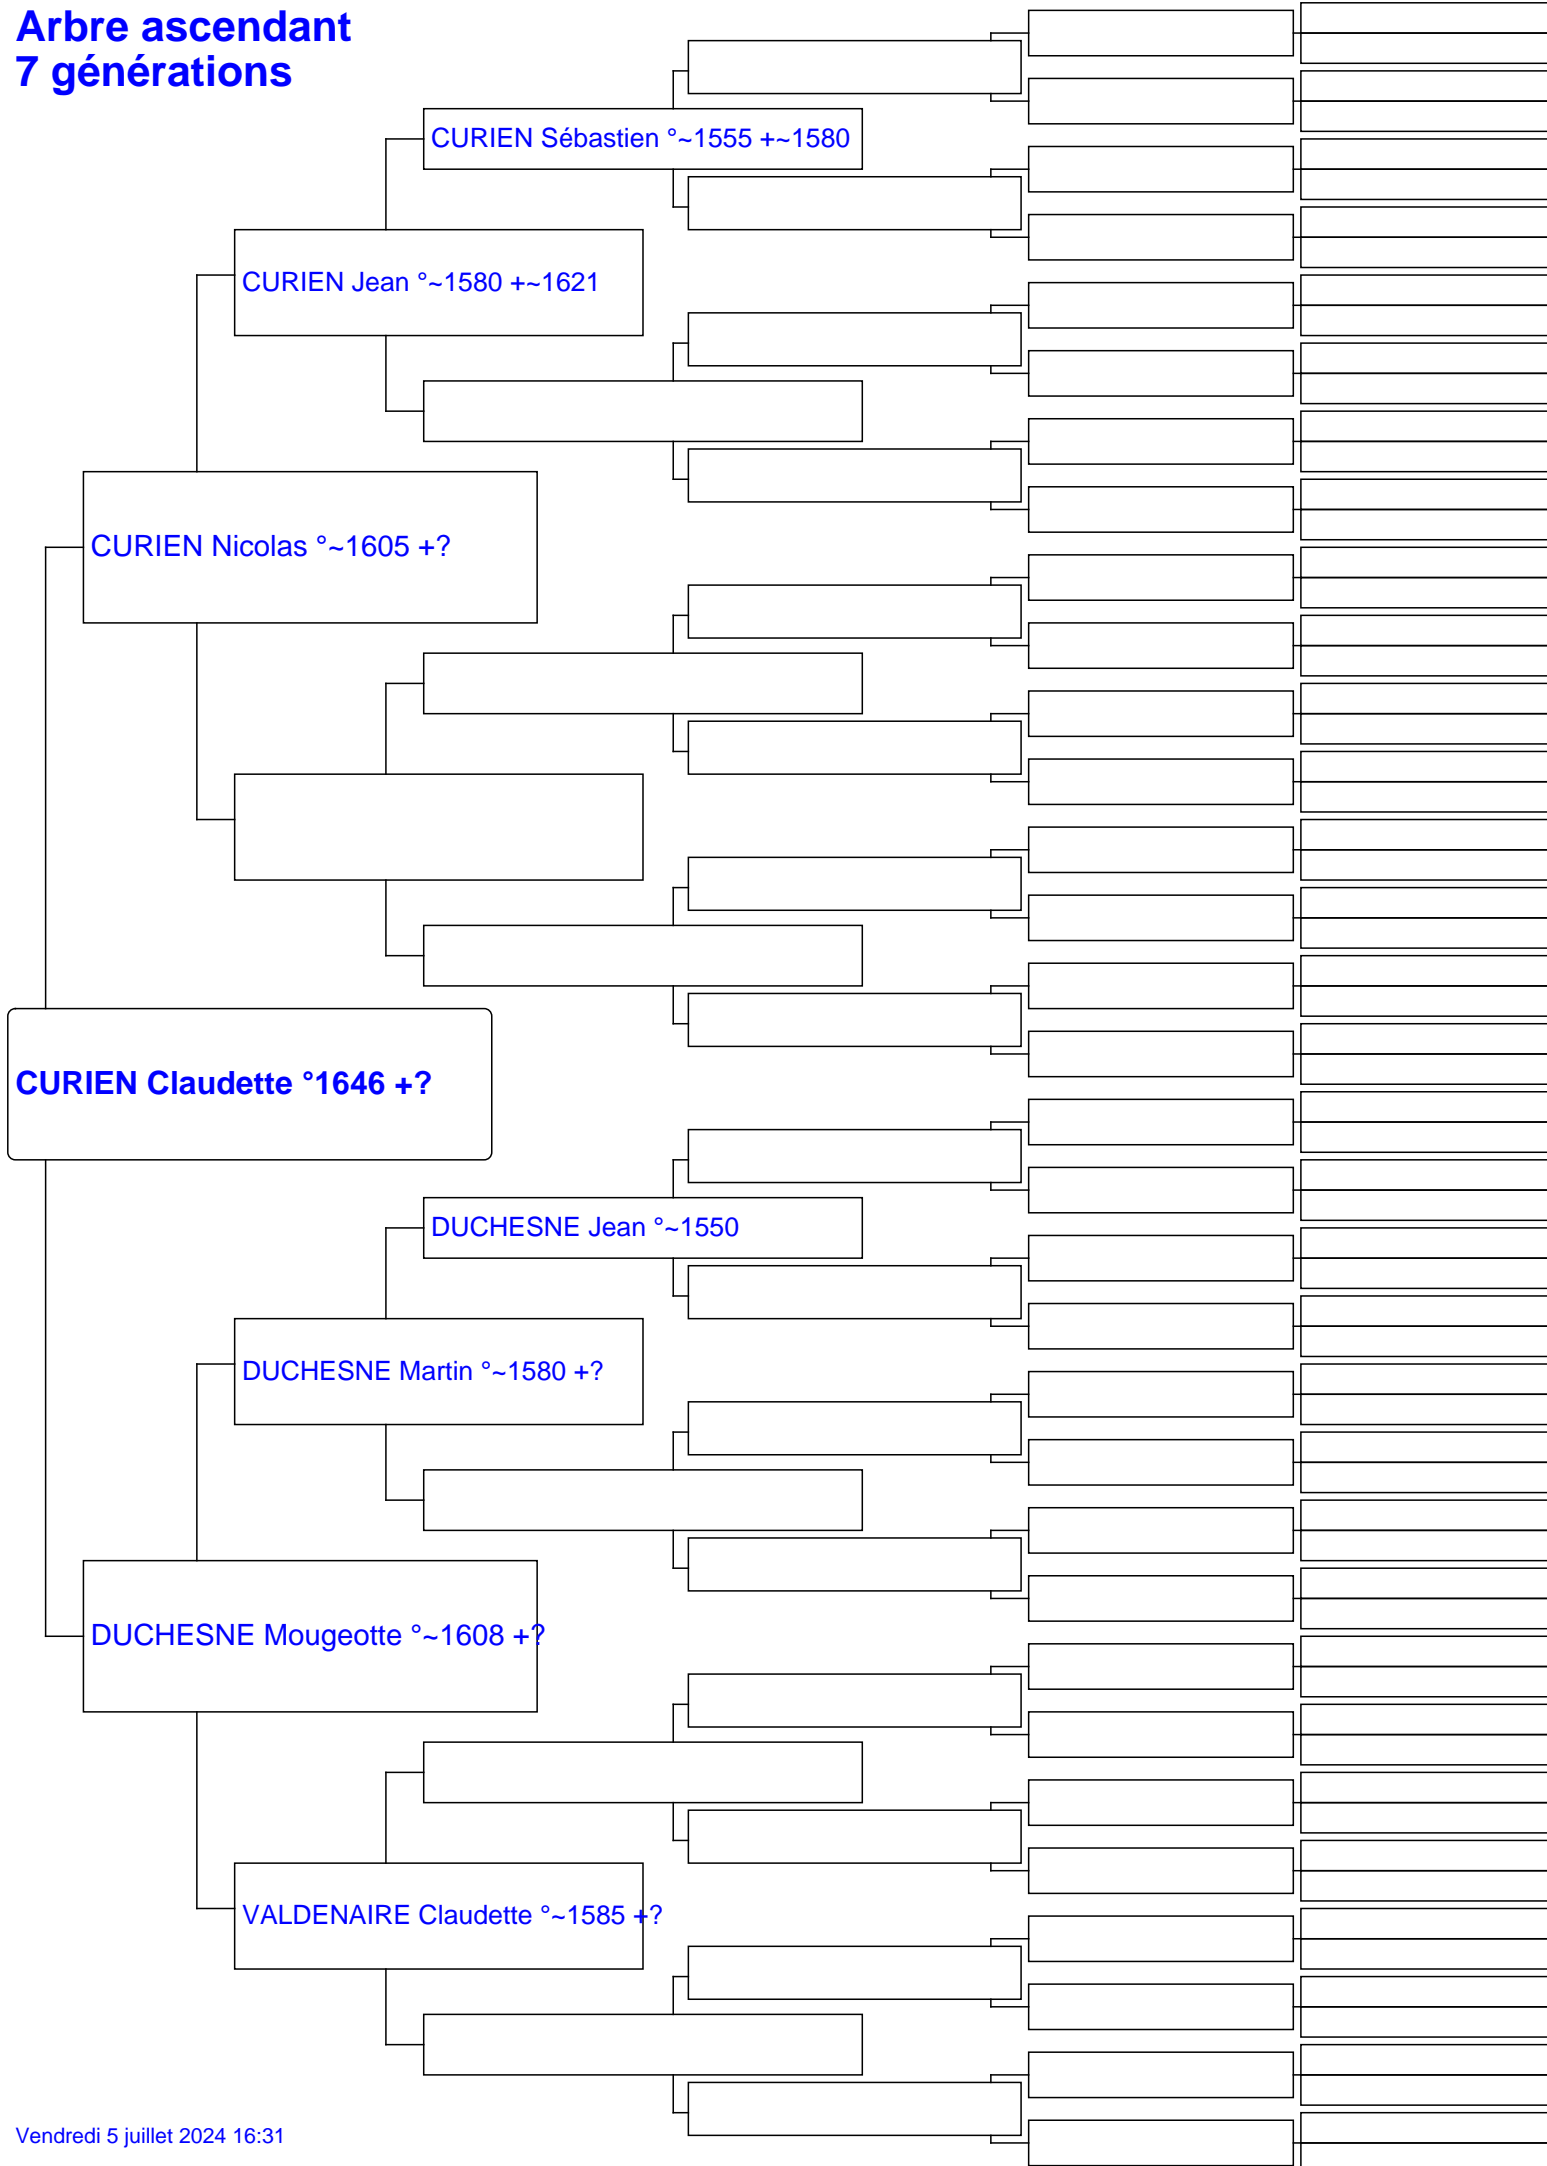 Arbre ascendant
7 générations
CURIEN Sébastien °~1555 +~1580
CURIEN Jean °~1580 +~1621
CURIEN Nicolas °~1605 +?
CURIEN Claudette °1646 +?
DUCHESNE Jean °~1550
DUCHESNE Martin °~1580 +?
DUCHESNE Mougeotte °~1608 +?
VALDENAIRE Claudette °~1585 +?
Vendredi 5 juillet 2024 16:31